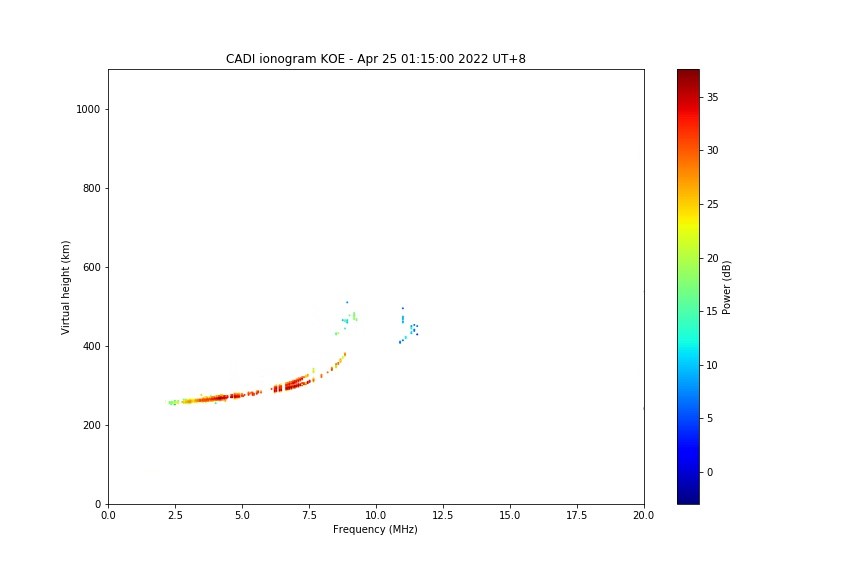 CADI ionogram KOE - Apr 25 01:15:00 2022 UT+8
1000
800
600
400
200
0
Virtual height (km)
0.0 2.5 5.0 7.5 10.0 12.5 15.0 17.5 20.0
Frequency (MHz)
35
30
25
20
15
10
5
0
Power (dB)